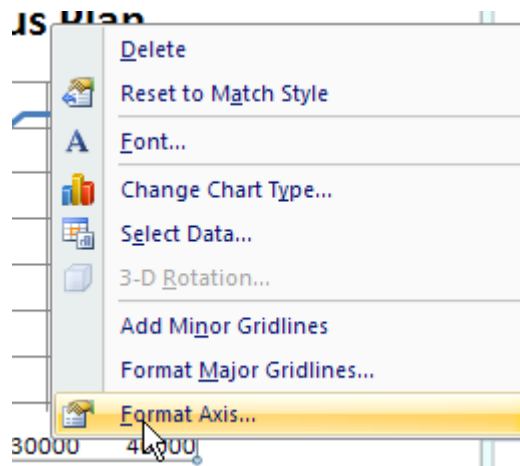 us Plan
Delete
Reset to Match Style
Font...
Change Chart Type...
Select Data...
3-D Rotation...
Add Minor Gridlines
Format Major Gridlines...
Format Axis...
30000